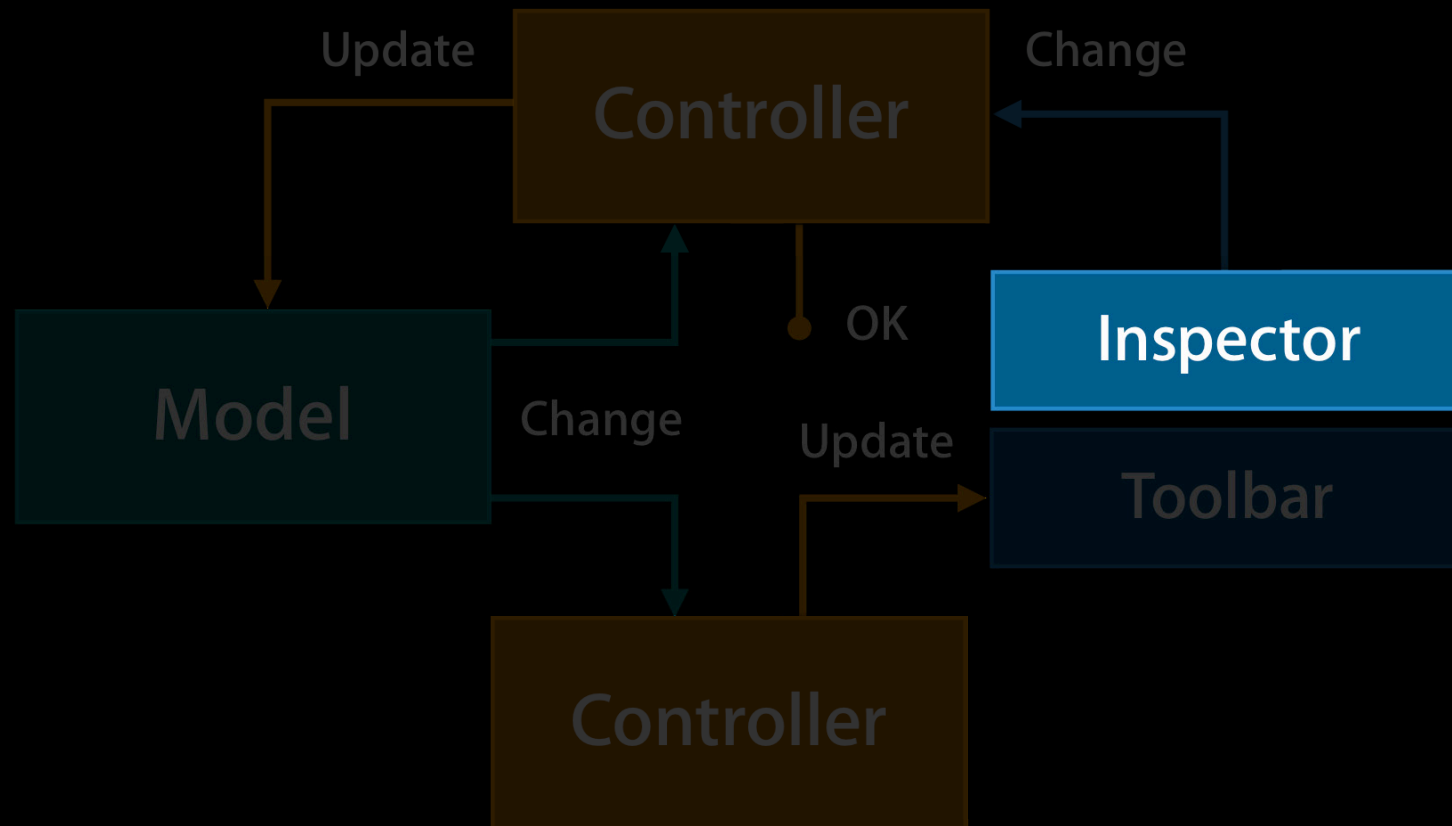 Update
Controller
Change
OK
Inspector
Model
Change
Update
Toolbar
Controller